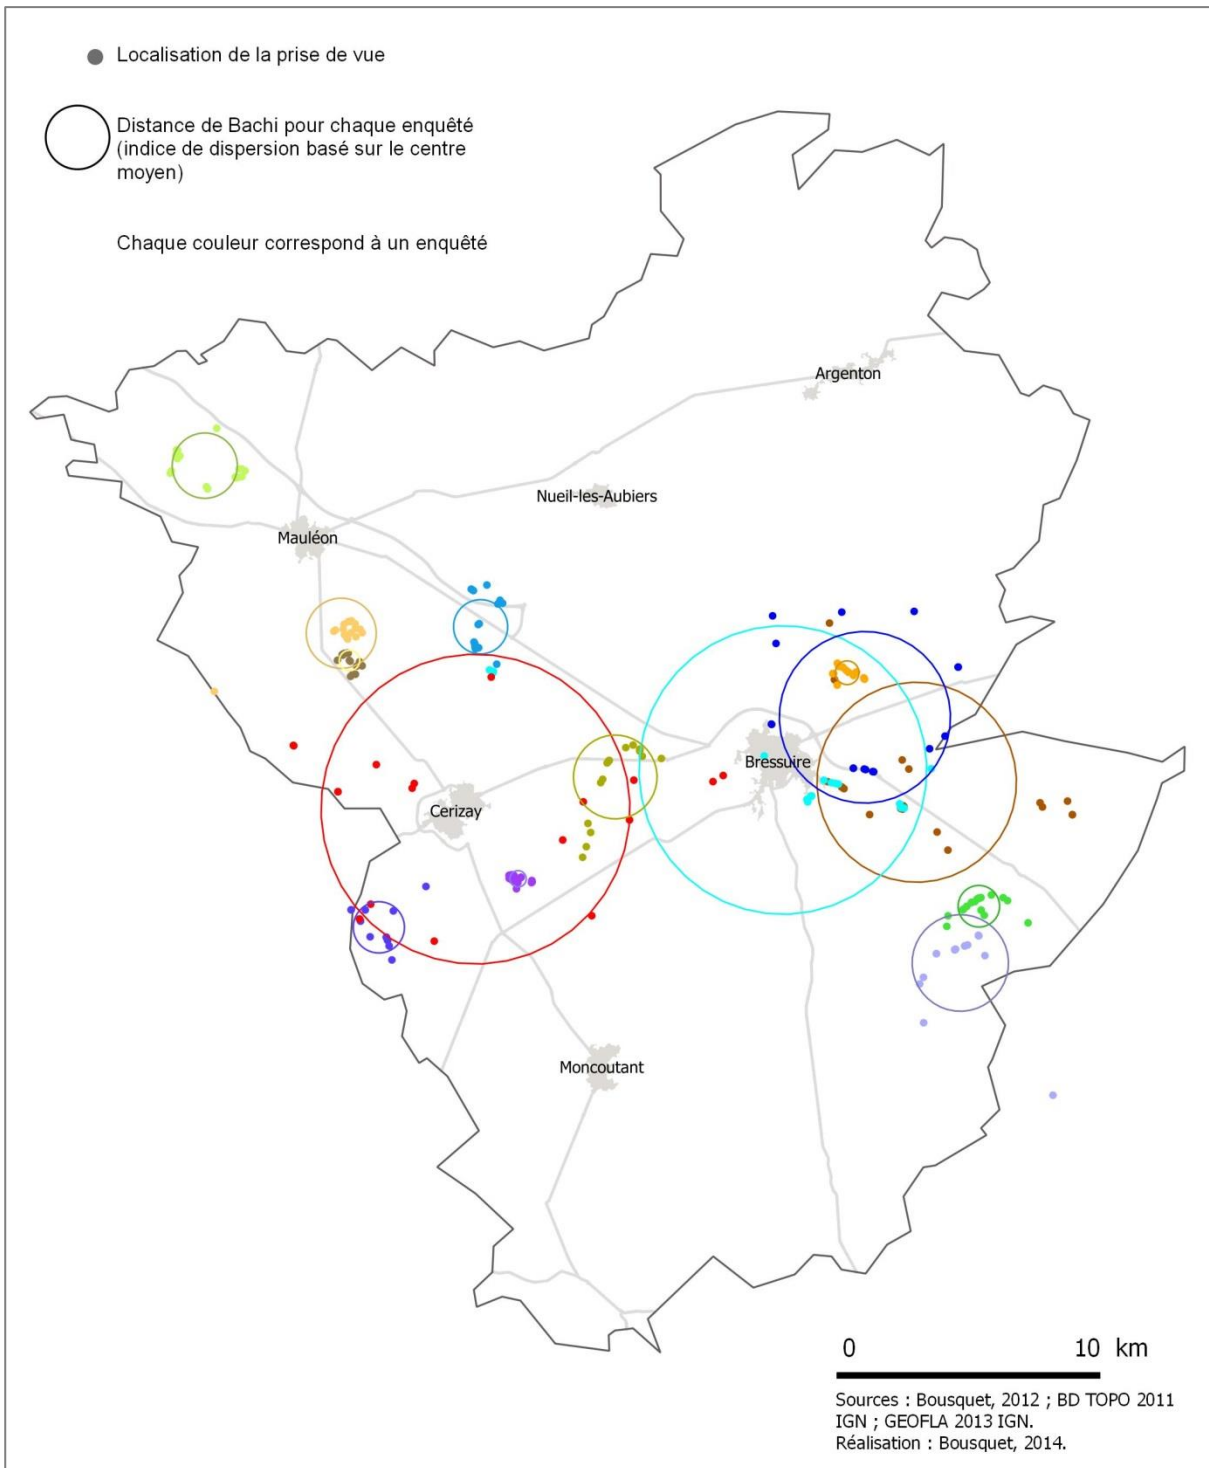 Localisation de la prise de vue
Distance de Bachi pour chaque enquêté
(indice de dispersion basé sur le centre
moyen)
Chaque couleur correspond à un enquêté
Argenton
Nueil-les-Aubiers
Mauléon
Bressuire
Cerizay
Moncoutant
0 10 km
Sources : Bousquet, 2012 ; BD TOPO 2011
IGN ; GEOFLA 2013 IGN.
Réalisation : Bousquet, 2014.